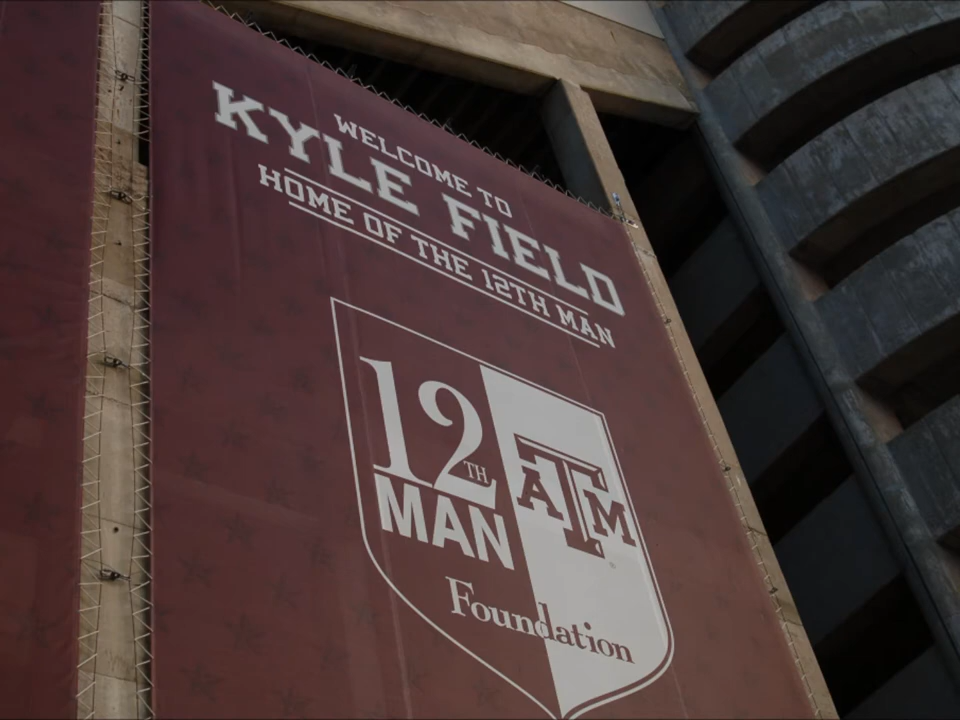 WELCOME TO
KYLE FIELD
HOME OF THE 12TH MAN
12TH
MAN
ATM
Foundation